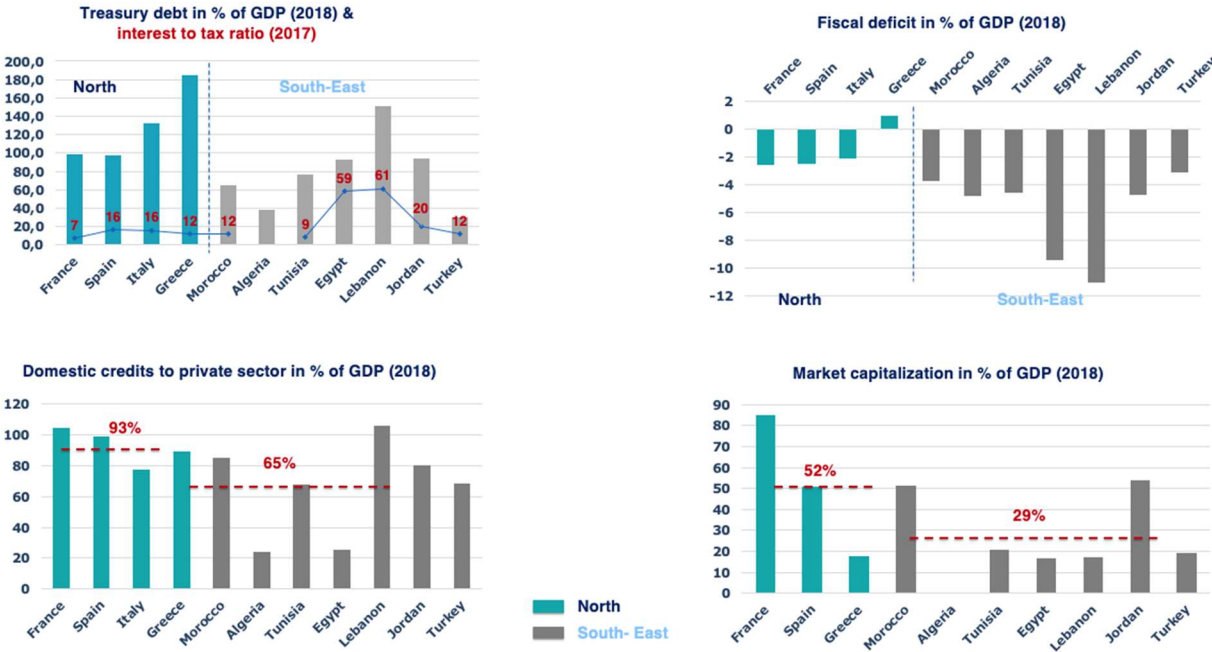 Treasury debt in % of GDP (2018) &
interest to tax ratio (2017)
200,0
180,0
160,0
140,0
120,0
100,0
80,0
60,0
40,0
20,0
0,0
North
South-East
7
16
16
12
12
9
59
61
20
12
France
Spain
Italy
Greece
Morocco
Algeria
Tunisia
Egypt
Lebanon
Jordan
Turkey
Fiscal deficit in % of GDP (2018)
France
Spain
Italy
Greece
Morocco
Algeria
Tunisia
Egypt
Lebanon
Jordan
Turkey
2
0
-2
-4
-6
-8
-10
-12
North
South-East
Domestic credits to private sector in % of GDP (2018)
120
100
80
60
40
20
0
93%
65%
France
Spain
Italy
Greece
Morocco
Algeria
Tunisia
Egypt
Lebanon
Jordan
Turkey
North
South- East
Market capitalization in % of GDP (2018)
90
80
70
60
50
40
30
20
10
0
52%
29%
France
Spain
Greece
Morocco
Algeria
Tunisia
Egypt
Lebanon
Jordan
Turkey